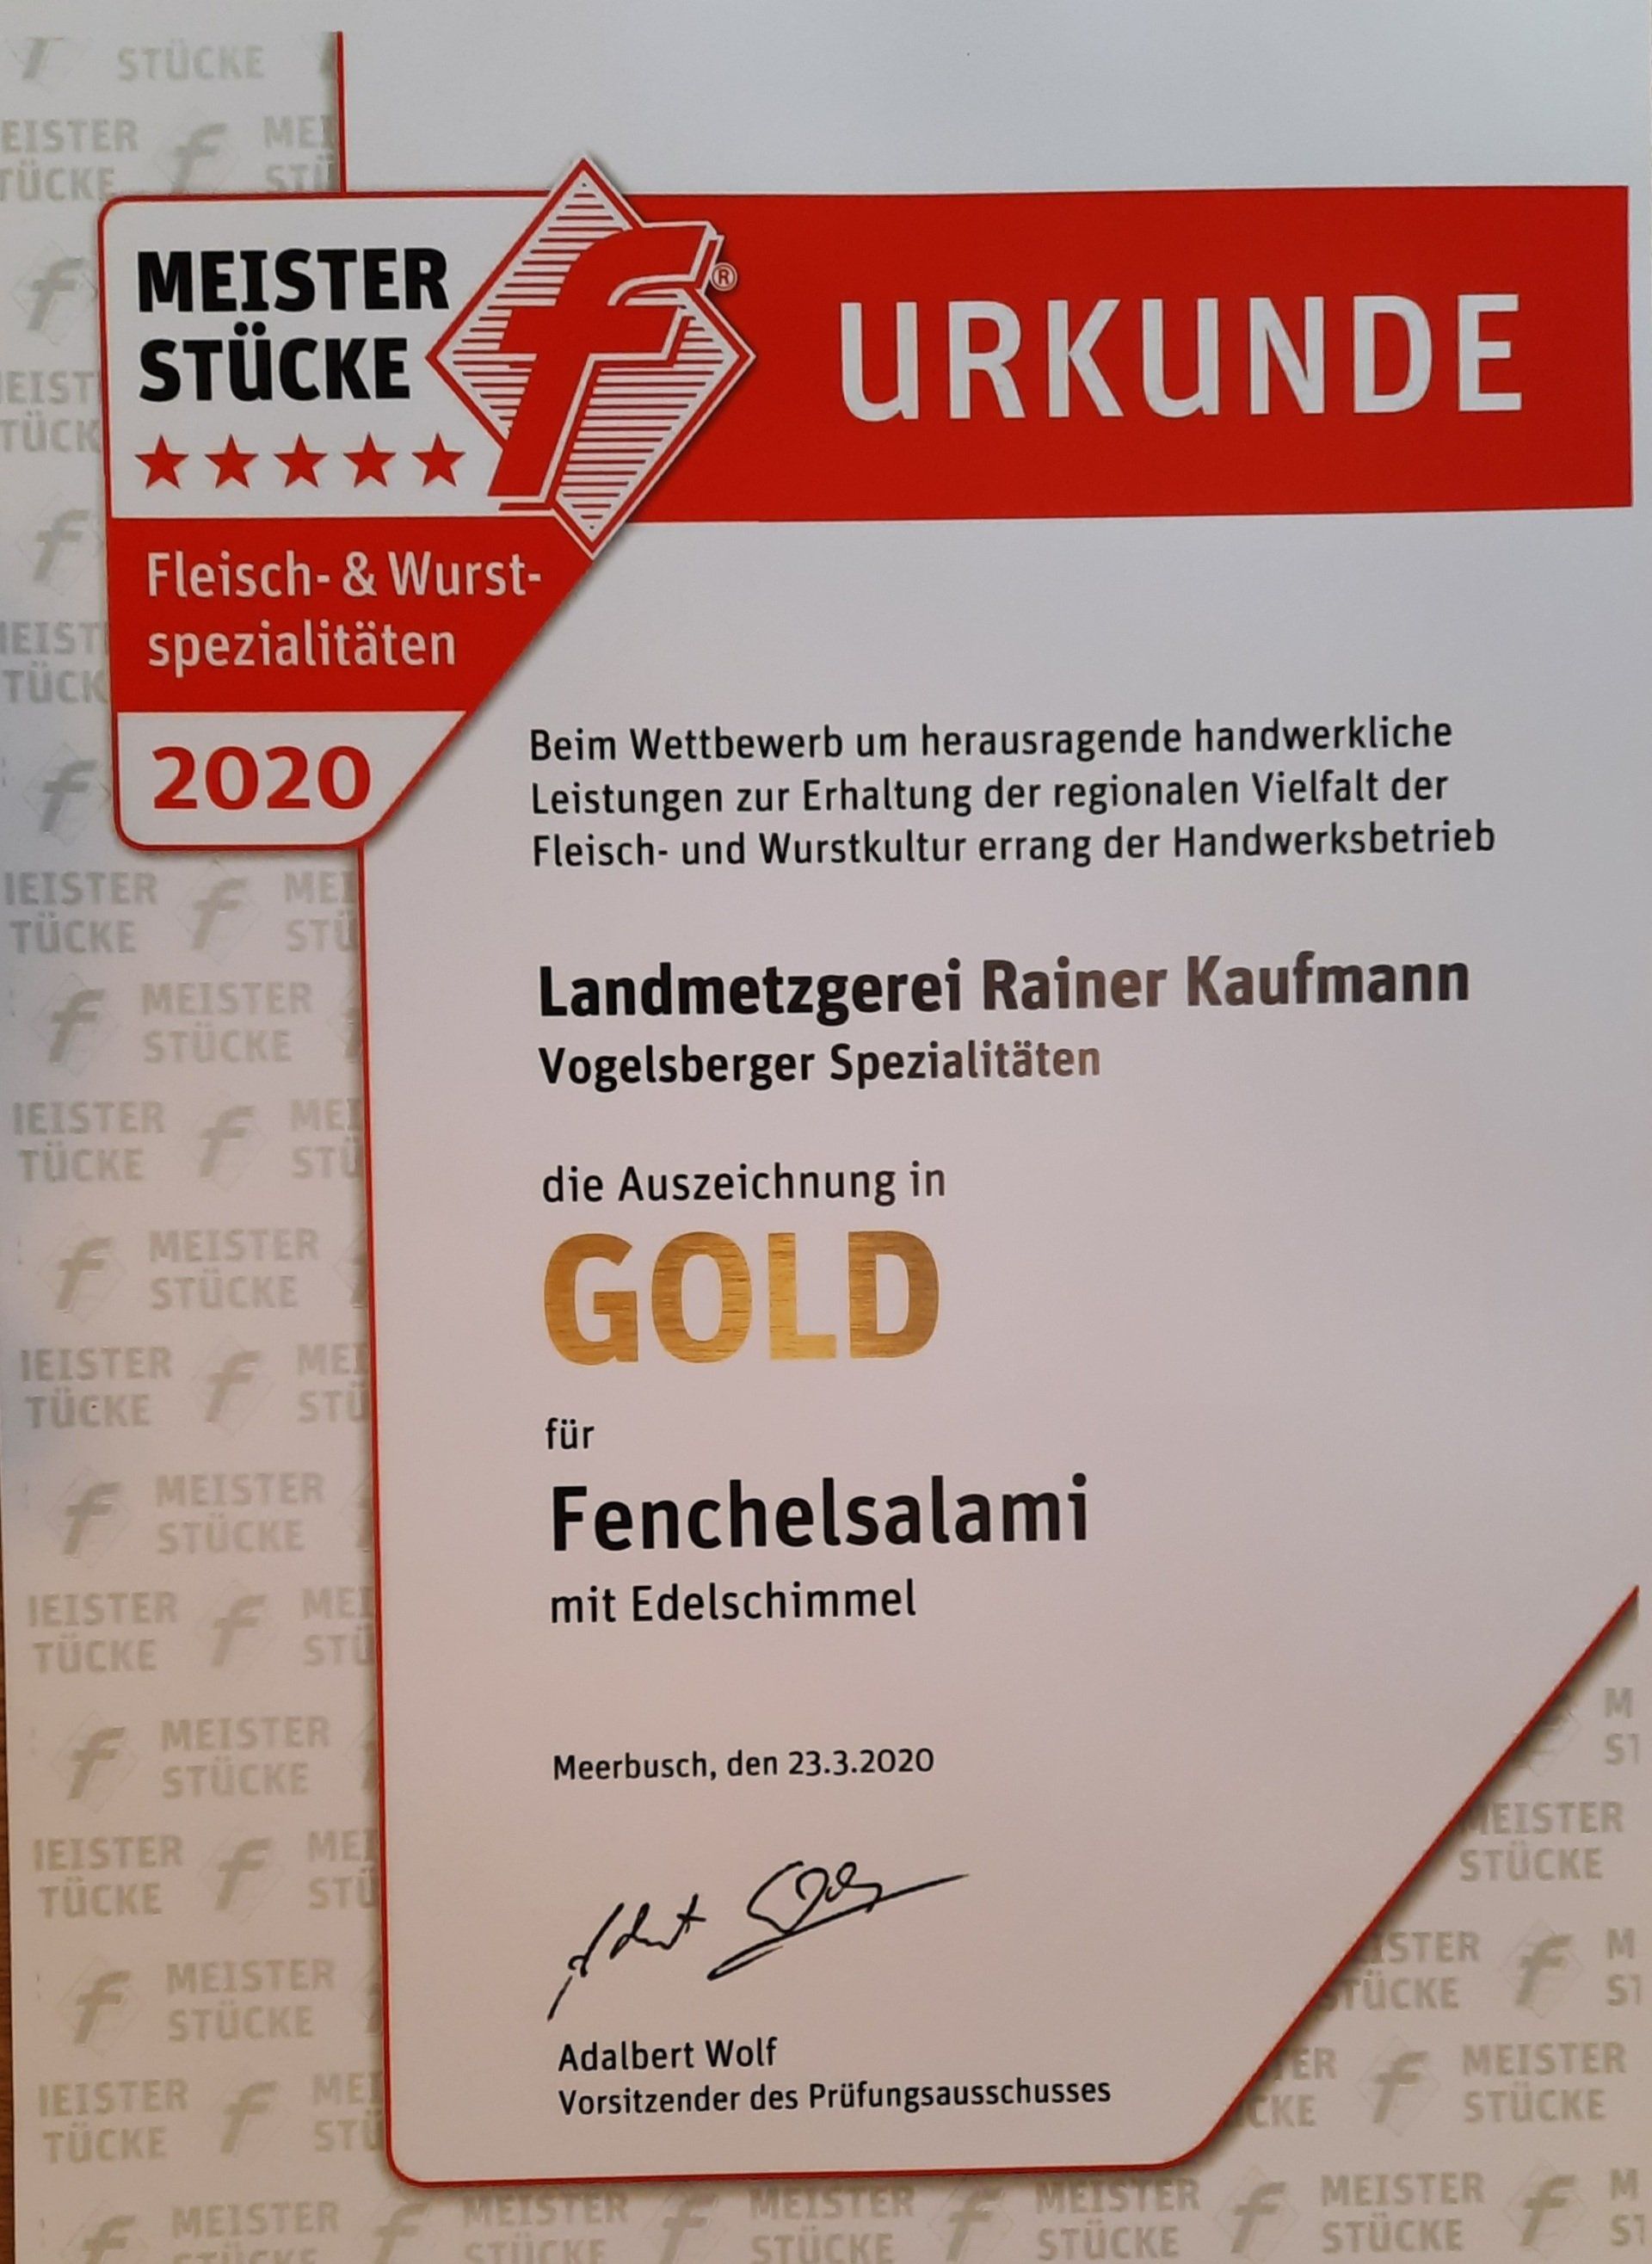 MEISTER
STÜCKE
f®
URKUNDE
Fleisch- & Wurst-
spezialitäten
2020
Beim Wettbewerb um herausragende handwerkliche
Leistungen zur Erhaltung der regionalen Vielfalt der
Fleisch- und Wurstkultur errang der Handwerksbetrieb
Landmetzgerei Rainer Kaufmann
Vogelsberger Spezialitäten
die Auszeichnung in
GOLD
für
Fenchelsalami
mit Edelschimmel
Meerbusch, den 23.3.2020
Adalbert Wolf
Vorsitzender des Prüfungsausschusses